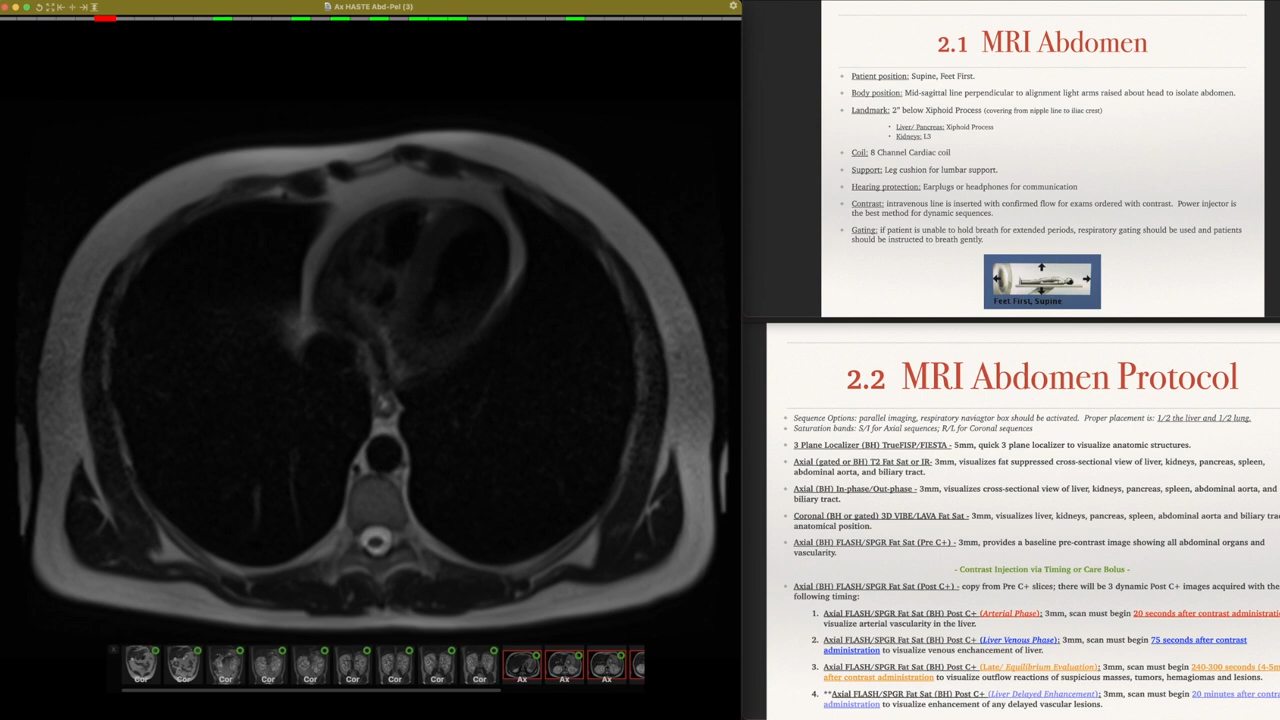 Ax HASTE Abd-Pel (3)
Cor Cor Cor Cor Cor Cor Cor Cor Cor Ax Ax Ax
2.1 MRI Abdomen
Patient position: Supine, Feet First.
Body position: Mid-sagittal line perpendicular to alignment light arms raised about head to isolate abdomen.
Landmark: 2" below Xiphoid Process (covering from nipple line to iliac crest)
Liver/ Pancreas: Xiphoid Process
Kidneys: L3
Coil: 8 Channel Cardiac coil
Support: Leg cushion for lumbar support.
Hearing protection: Earplugs or headphones for communication
Contrast: intravenous line is inserted with confirmed flow for exams ordered with contrast. Power injector is
the best method for dynamic sequences.
Gating: if patient is unable to hold breath for extended periods, respiratory gating should be used and patients
should be instructed to breath gently.
Feet First, Supine
2.2 MRI Abdomen Protocol
Sequence Options: parallel imaging, respiratory naviagtor box should be activated. Proper placement is: 1/2 the liver and 1/2 lung.
Saturation bands: S/I for Axial sequences; R/L for Coronal sequences
3 Plane Localizer (BH) TrueFISP/FIESTA - 5mm, quick 3 plane localizer to visualize anatomic structures.
Axial (gated or BH) T2 Fat Sat or IR- 3mm, visualizes fat suppressed cross-sectional view of liver, kidneys, pancreas, spleen,
abdominal aorta, and biliary tract.
Axial (BH) In-phase/Out-phase - 3mm, visualizes cross-sectional view of liver, kidneys, pancreas, spleen, abdominal aorta, and
biliary tract.
Coronal (BH or gated) 3D VIBE/LAVA Fat Sat - 3mm, visualizes liver, kidneys, pancreas, spleen, abdominal aorta and biliary tra
anatomical position.
Axial (BH) FLASH/SPGR Fat Sat (Pre C+) - 3mm, provides a baseline pre-contrast image showing all abdominal organs and
vascularity.
- Contrast Injection via Timing or Care Bolus -
Axial (BH) FLASH/SPGR Fat Sat (Post C+) - copy from Pre C+ slices; there will be 3 dynamic Post C+ images acquired with the
following timing:
1. Axial FLASH/SPGR Fat Sat (BH) Post C+ (Arterial Phase); 3mm, scan must begin 20 seconds after contrast administratio
visualize arterial vascularity in the liver.
2. Axial FLASH/SPGR Fat Sat (BH) Post C+ (Liver Venous Phase); 3mm, scan must begin 75 seconds after contrast
administration to visualize venous enchancement of liver.
3. Axial FLASH/SPGR Fat Sat (BH) Post C+ (Late/ Equilibrium Evaluation); 3mm, scan must begin 240-300 seconds (4-5m
after contrast administration to visualize outflow reactions of suspicious masses, tumors, hemagiomas and lesions.
4. **Axial FLASH/SPGR Fat Sat (BH) Post C+ (Liver Delayed Enhancement); 3mm, scan must begin 20 minutes after contra
administration to visualize enhancement of any delayed vascular lesions.